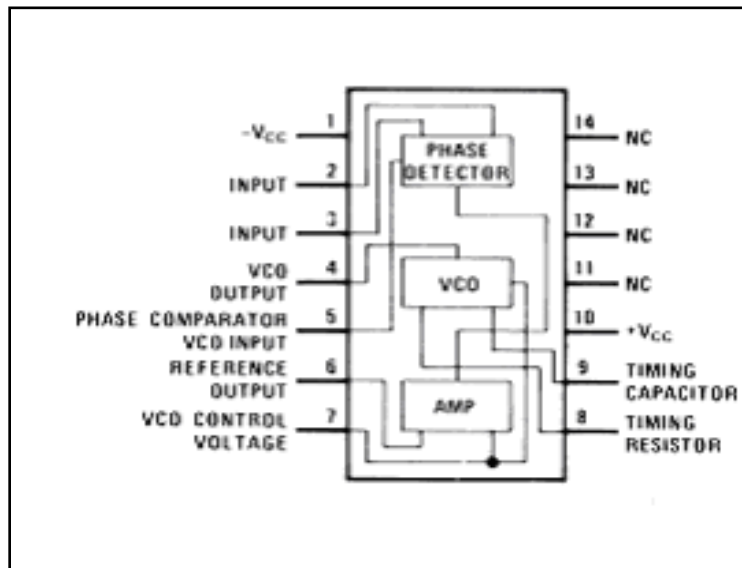 1
-VCC
2
INPUT
3
INPUT
4
VCO
OUTPUT
5
PHASE COMPARATOR
VCO INPUT
6
REFERENCE
OUTPUT
7
VCO CONTROL
VOLTAGE
PHASE
DETECTOR
VCO
AMP
14
NC
13
NC
12
NC
11
NC
10
+VCC
9
TIMING
CAPACITOR
8
TIMING
RESISTOR